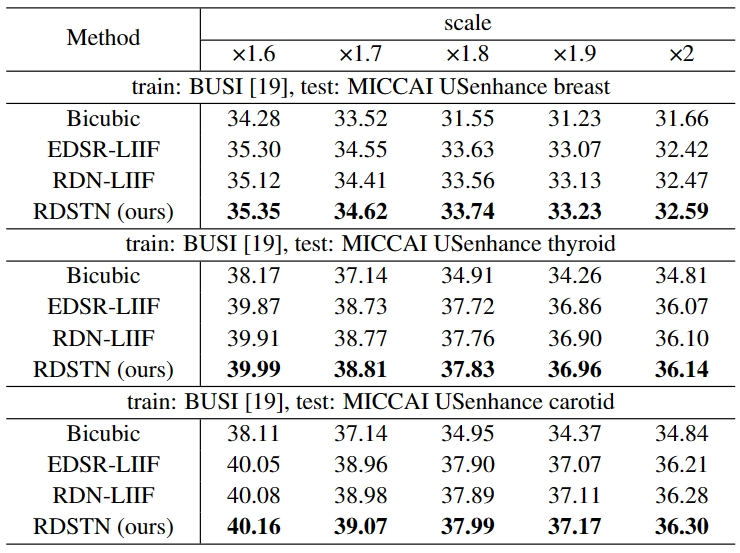 Method scale
×1.6 ×1.7 ×1.8 ×1.9 ×2
train: BUSI [19], test: MICCAI USenhance breast
Bicubic 34.28 33.52 31.55 31.23 31.66
EDSR-LIIF 35.30 34.55 33.63 33.07 32.42
RDN-LIIF 35.12 34.41 33.56 33.13 32.47
RDSTN (ours) 35.35 34.62 33.74 33.23 32.59
train: BUSI [19], test: MICCAI USenhance thyroid
Bicubic 38.17 37.14 34.91 34.26 34.81
EDSR-LIIF 39.87 38.73 37.72 36.86 36.07
RDN-LIIF 39.91 38.77 37.76 36.90 36.10
RDSTN (ours) 39.99 38.81 37.83 36.96 36.14
train: BUSI [19], test: MICCAI USenhance carotid
Bicubic 38.11 37.14 34.95 34.37 34.84
EDSR-LIIF 40.05 38.96 37.90 37.07 36.21
RDN-LIIF 40.08 38.98 37.89 37.11 36.28
RDSTN (ours) 40.16 39.07 37.99 37.17 36.30